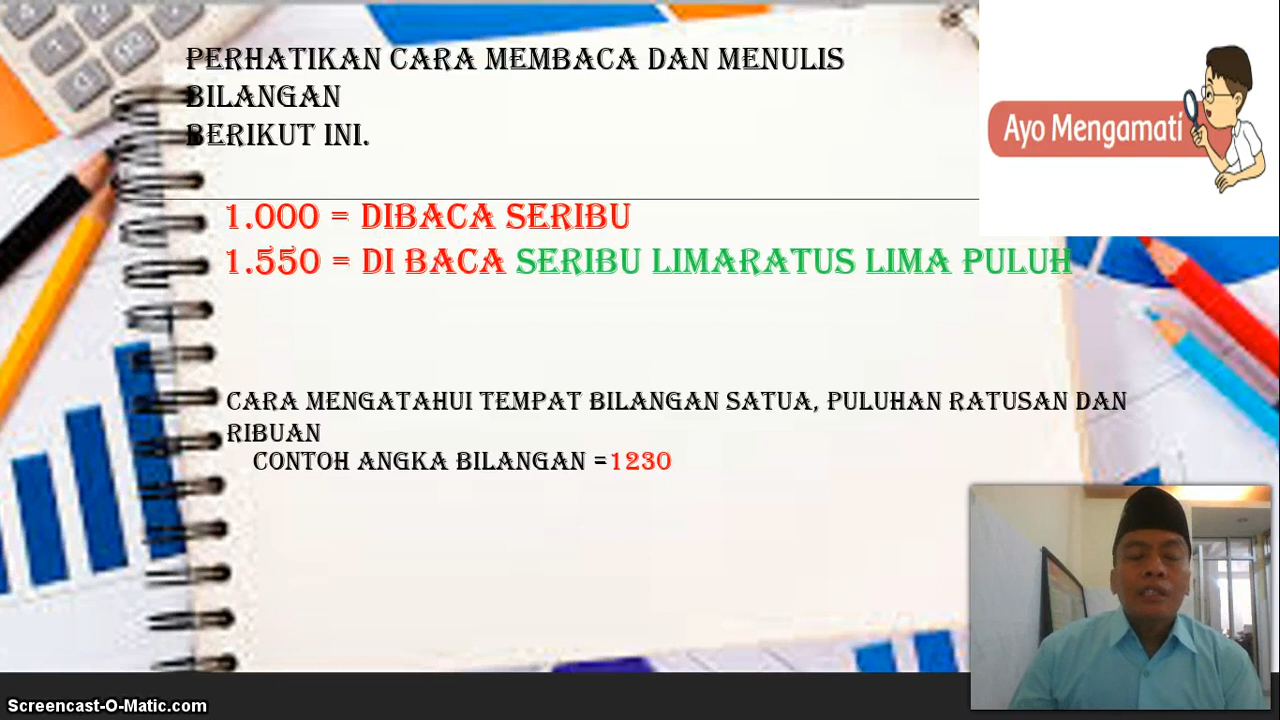 PERHATIKAN CARA MEMBACA DAN MENULIS
BILANGAN
BERIKUT INI.
Ayo Mengamati
1.000 = DIBACA SERIBU
1.550 = DI BACA SERIBU LIMARATUS LIMA PULUH
CARA MENGATAHUI TEMPAT BILANGAN SATUA, PULUHAN RATUSAN DAN
RIBUAN
CONTOH ANGKA BILANGAN =1230
Screencast-O-Matic.com